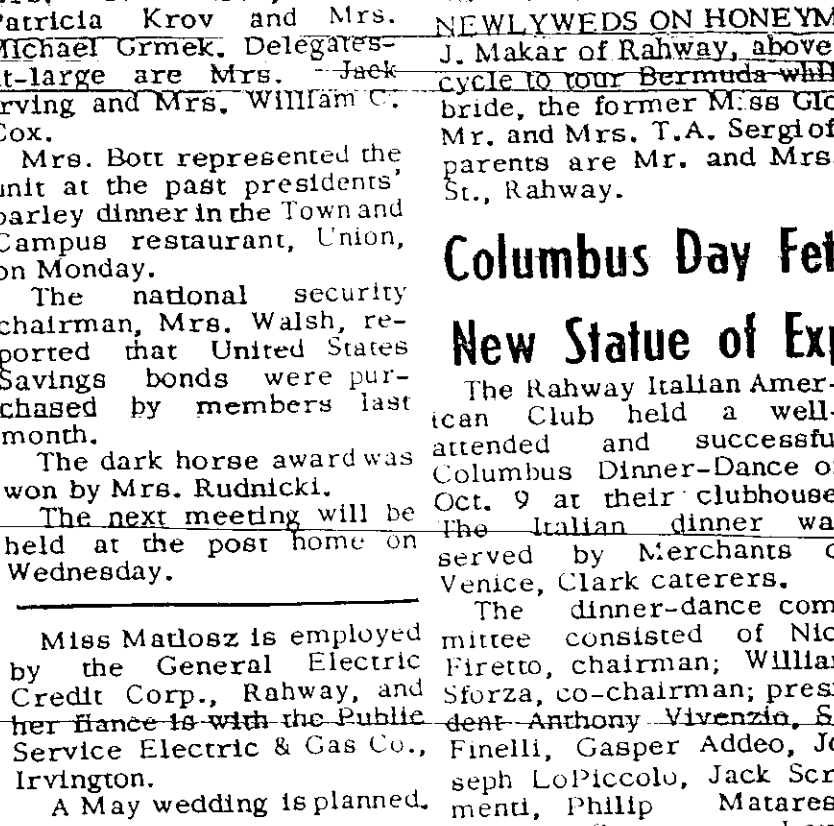 Patricia Krov and Mrs.
Michael Grmek. Delegates-
at-large are Mrs. Jack
Irving and Mrs. William C.
Cox.
Mrs. Bott represented the
unit at the past presidents'
parley dinner in the Town and
Campus restaurant, Union,
on Monday.
The national security
chairman, Mrs. Walsh, re-
ported that United States
Savings bonds were pur-
chased by members last
month.
The dark horse award was
won by Mrs. Rudnicki.
The next meeting will be
held at the post home on
Wednesday.
Miss Matlosz is employed
by the General Electric
Credit Corp., Rahway, and
her fiance is with the Public
Service Electric & Gas Co.,
Irvington.
A May wedding is planned.
NEWLYWEDS ON HONEYM
J. Makar of Rahway, above
cycle to tour Bermuda whil
bride, the former Miss Glo
Mr. and Mrs. T.A. Sergi of
parents are Mr. and Mrs.
St., Rahway.
Columbus Day Fet
New Statue of Exp
The Rahway Italian Amer-
ican Club held a well-
attended and successfu
Columbus Dinner-Dance o
Oct. 9 at their clubhouse
The Italian dinner wa
served by Merchants o
Venice, Clark caterers.
The dinner-dance com
mittee consisted of Nic
Firetto, chairman; Willia
Sforza, co-chairman; presi
dent Anthony Vivenzio, S.
Finelli, Gasper Addeo, Jo
seph LoPiccolo, Jack Scr
menti, Philip Matares